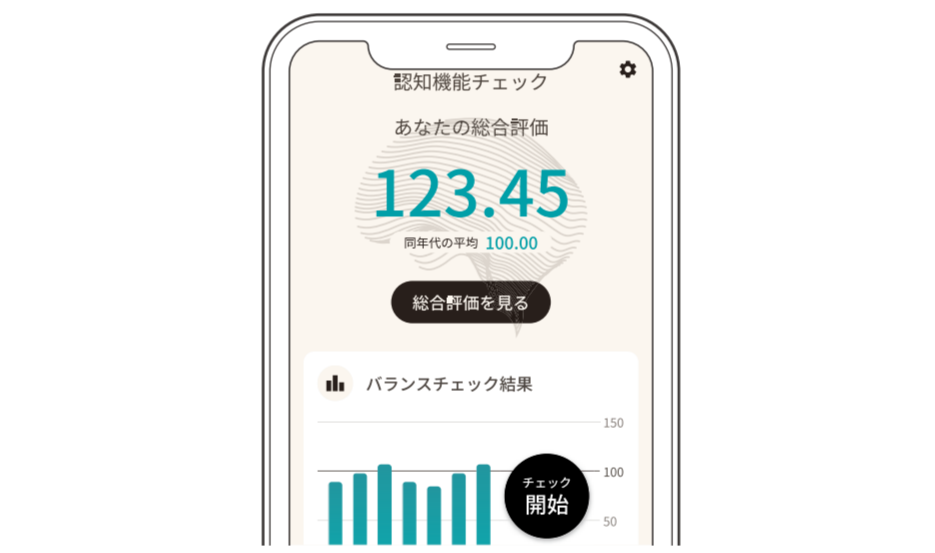 認知機能チェック
あなたの総合評価
123.45
同年代の平均 100.00
総合評価を見る
バランスチェック結果
150
100
チェック
開始
50